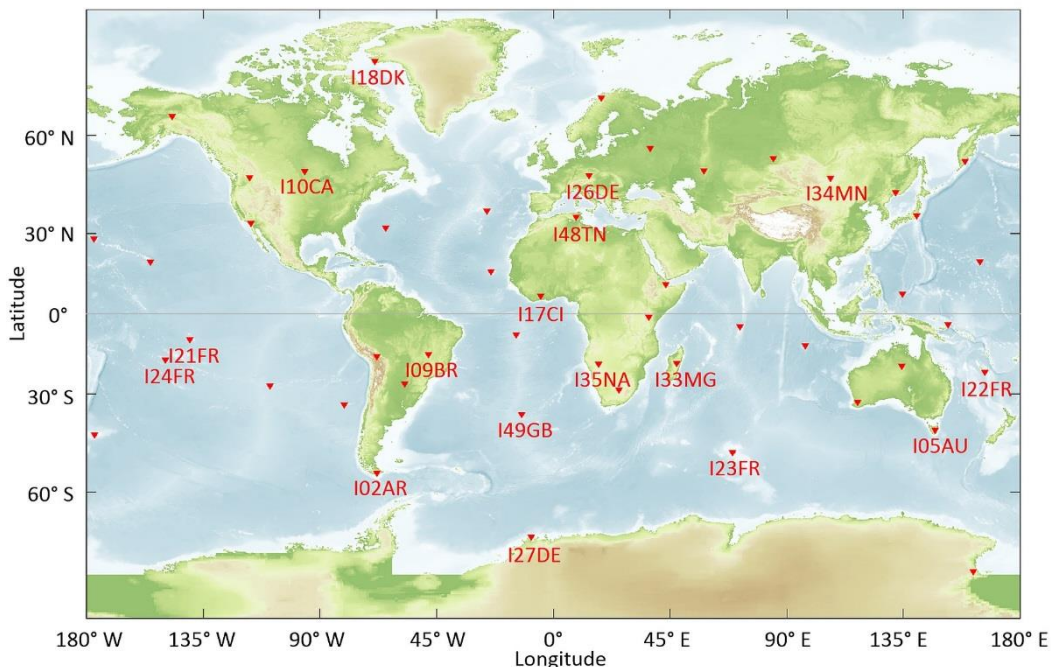 I18DK
60° N
I10CA
I26DE
I34MN
30° N
I48TN
Latitude
I17CI
0°
I21FR
I24FR
I09BR
I35NA
I33MG
I22FR
30° S
I49GB
I05AU
I23FR
I02AR
60° S
I27DE
180° W
135° W
90° W
45° W
0°
45° E
90° E
135° E
180° E
Longitude